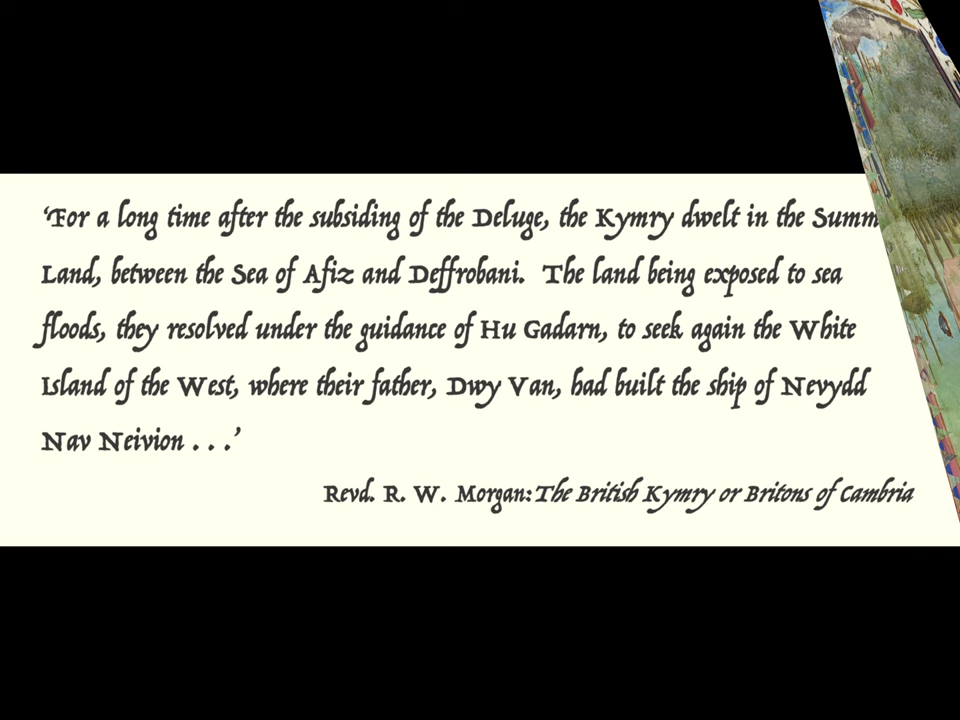 ‘For a long time after the subsiding of the Deluge, the Kymry dwelt in the Summ
Land, between the Sea of Afiz and Deffrobani. The land being exposed to sea
floods, they resolved under the guidance of Hu Gadarn, to seek again the White
Island of the West, where their father, Dwy Van, had built the ship of Nevydd
Nav Neivion . . .’
Revd. R. W. Morgan: The British Kymry or Britons of Cambria